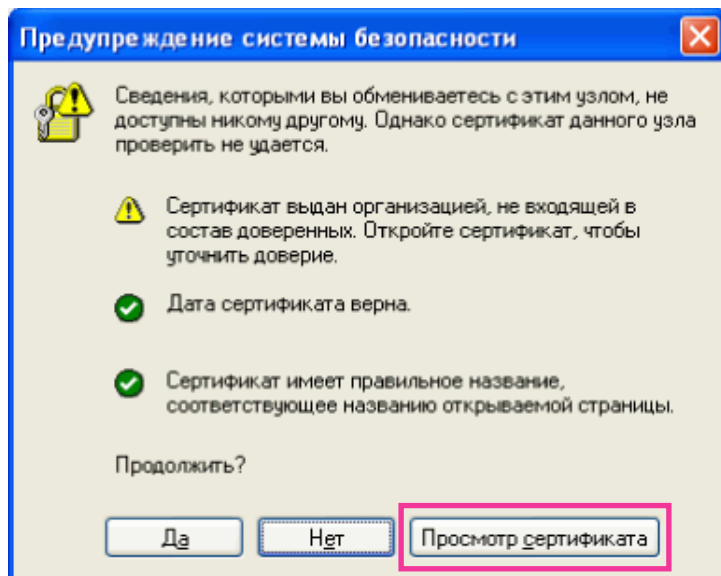 Предупреждение системы безопасности
Сведения, которыми вы обмениваетесь с этим узлом, не
доступны никому другому. Однако сертификат данного узла
проверить не удается.
Сертификат выдан организацией, не входящей в
состав доверенных. Откройте сертификат, чтобы
уточнить доверие.
Дата сертификата верна.
Сертификат имеет правильное название,
соответствующее названию открываемой страницы.
Продолжить?
Да Нет Просмотр сертификата